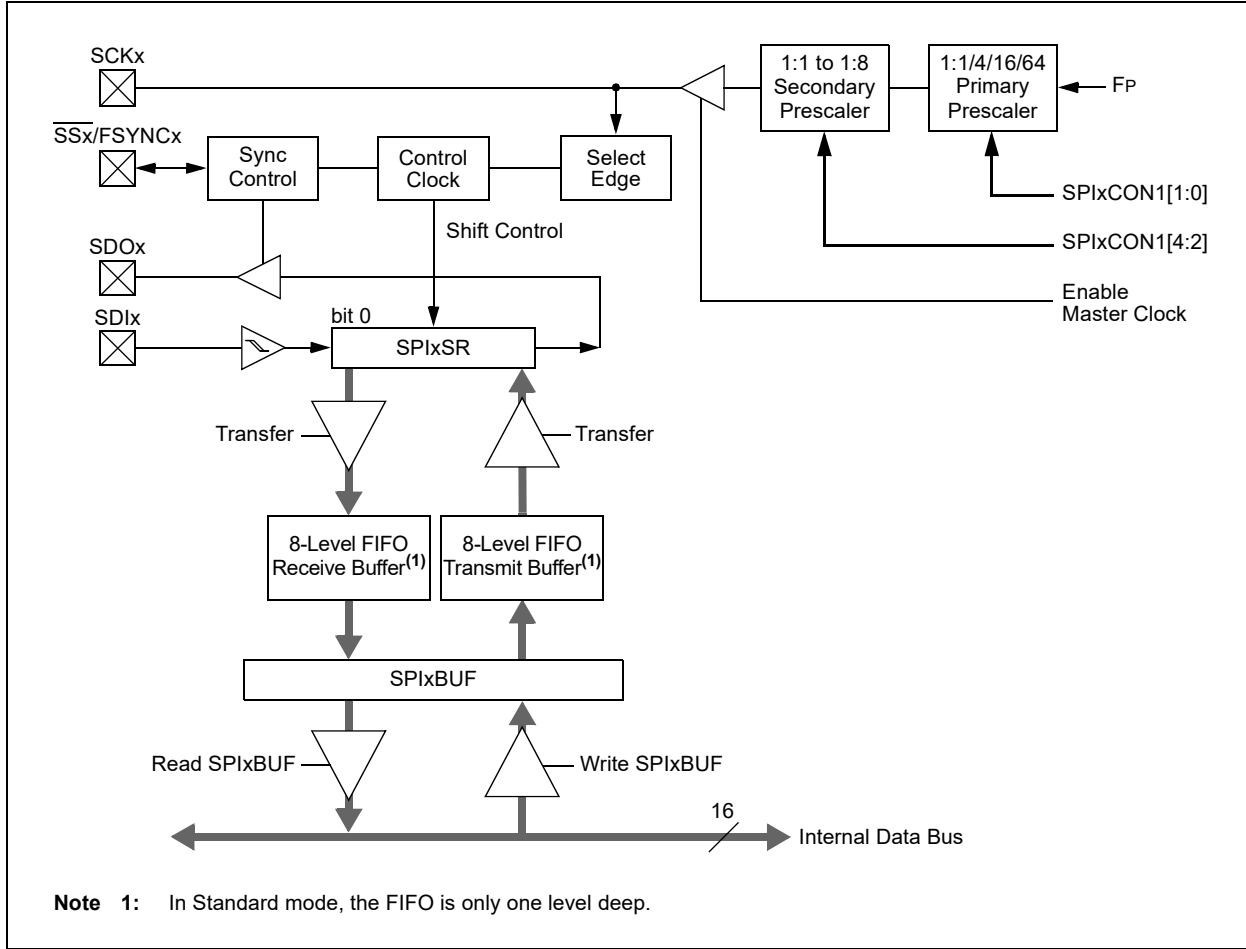 SCKx
1:1 to 1:8
Secondary
Prescaler
1:1/4/16/64
Primary
Prescaler
FP
SSx/FSYNCx
Sync
Control
Control
Clock
Select
Edge
SPIxCON1[1:0]
Shift Control
SPIxCON1[4:2]
SDOx
Enable
Master Clock
SDIx
bit 0
SPIxSR
Transfer
Transfer
8-Level FIFO
Receive Buffer(1)
8-Level FIFO
Transmit Buffer(1)
SPIxBUF
Read SPIxBUF
Write SPIxBUF
16
Internal Data Bus
Note 1: In Standard mode, the FIFO is only one level deep.